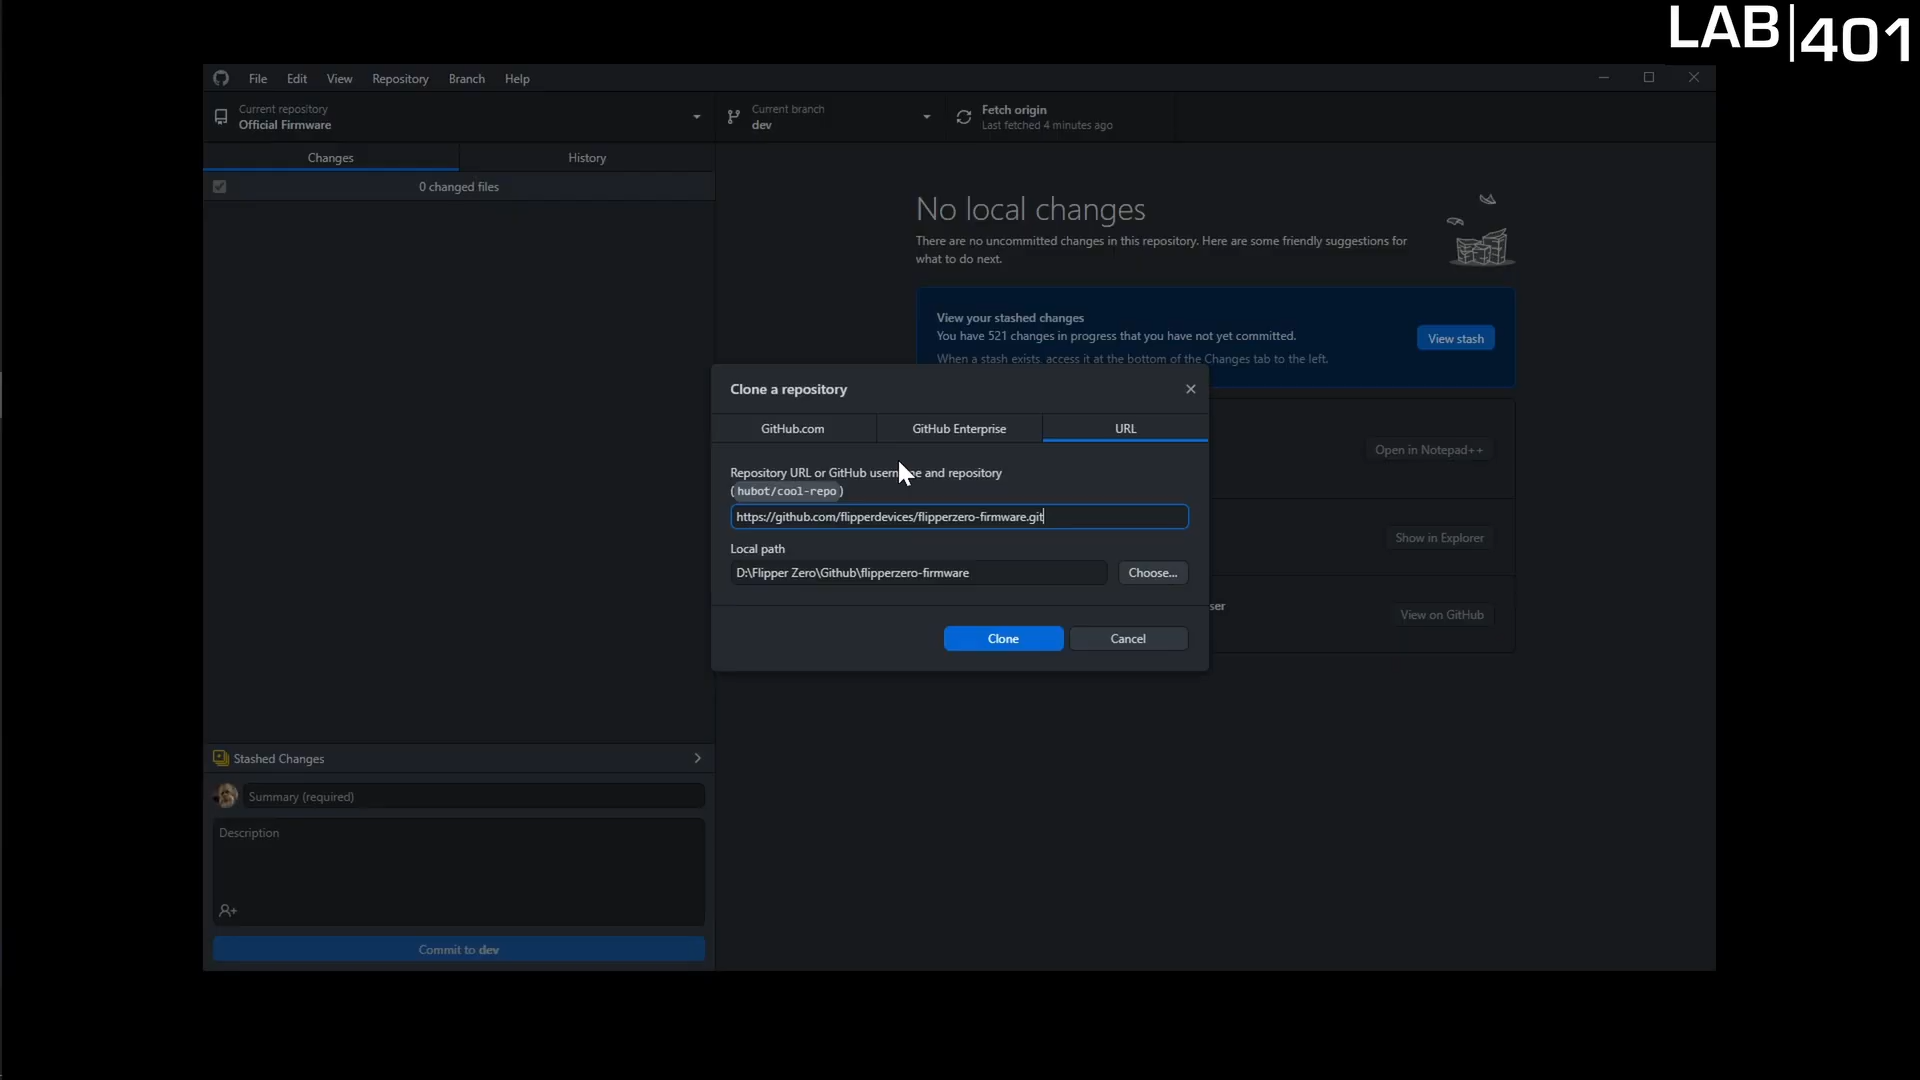 LAB|401
File Edit View Repository Branch Help
Current repository
Official Firmware
Current branch
dev
Fetch origin
Last fetched 4 minutes ago
Changes
History
0 changed files
No local changes
There are no uncommitted changes in this repository. Here are some friendly suggestions for
what to do next.
View your stashed changes
You have 521 changes in progress that you have not yet committed.
When a stash exists, access it at the bottom of the Changes tab to the left.
View stash
Clone a repository
GitHub.com
GitHub Enterprise
URL
Repository URL or GitHub username and repository
(hubot/cool-repo)
https://github.com/flipperdevices/flipperzero-firmware.git
Local path
D:\Flipper Zero\Github\flipperzero-firmware
Choose...
Clone
Cancel
Open in Notepad++
Show in Explorer
ser
View on GitHub
Stashed Changes
Summary (required)
Description
Commit to dev